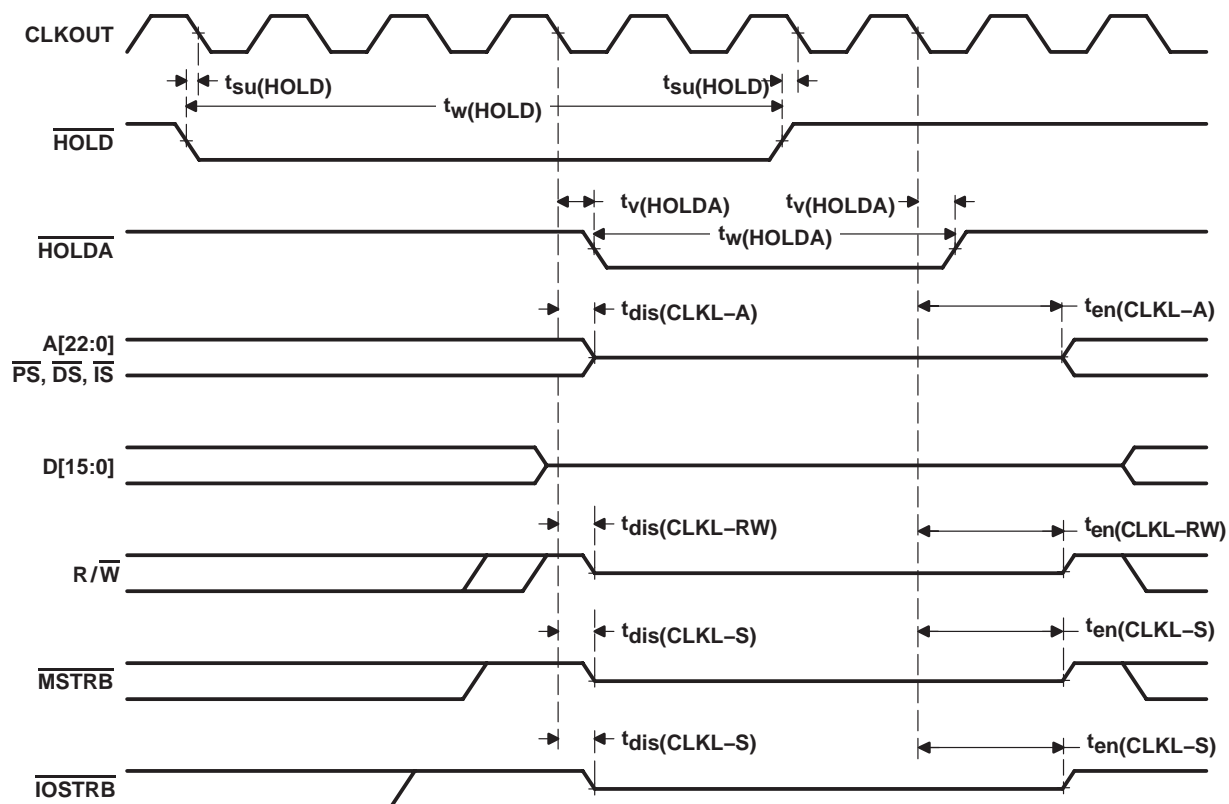 CLKOUT
tsu(HOLD)
tsu(HOLD)
tw(HOLD)
HOLD
tv(HOLDA)
tv(HOLDA)
tw(HOLDA)
HOLDA
tdis(CLKL–A)
ten(CLKL–A)
A[22:0]
PS, DS, IS
D[15:0]
tdis(CLKL–RW)
ten(CLKL–RW)
R/W
tdis(CLKL–S)
ten(CLKL–S)
MSTRB
tdis(CLKL–S)
ten(CLKL–S)
IOSTRB